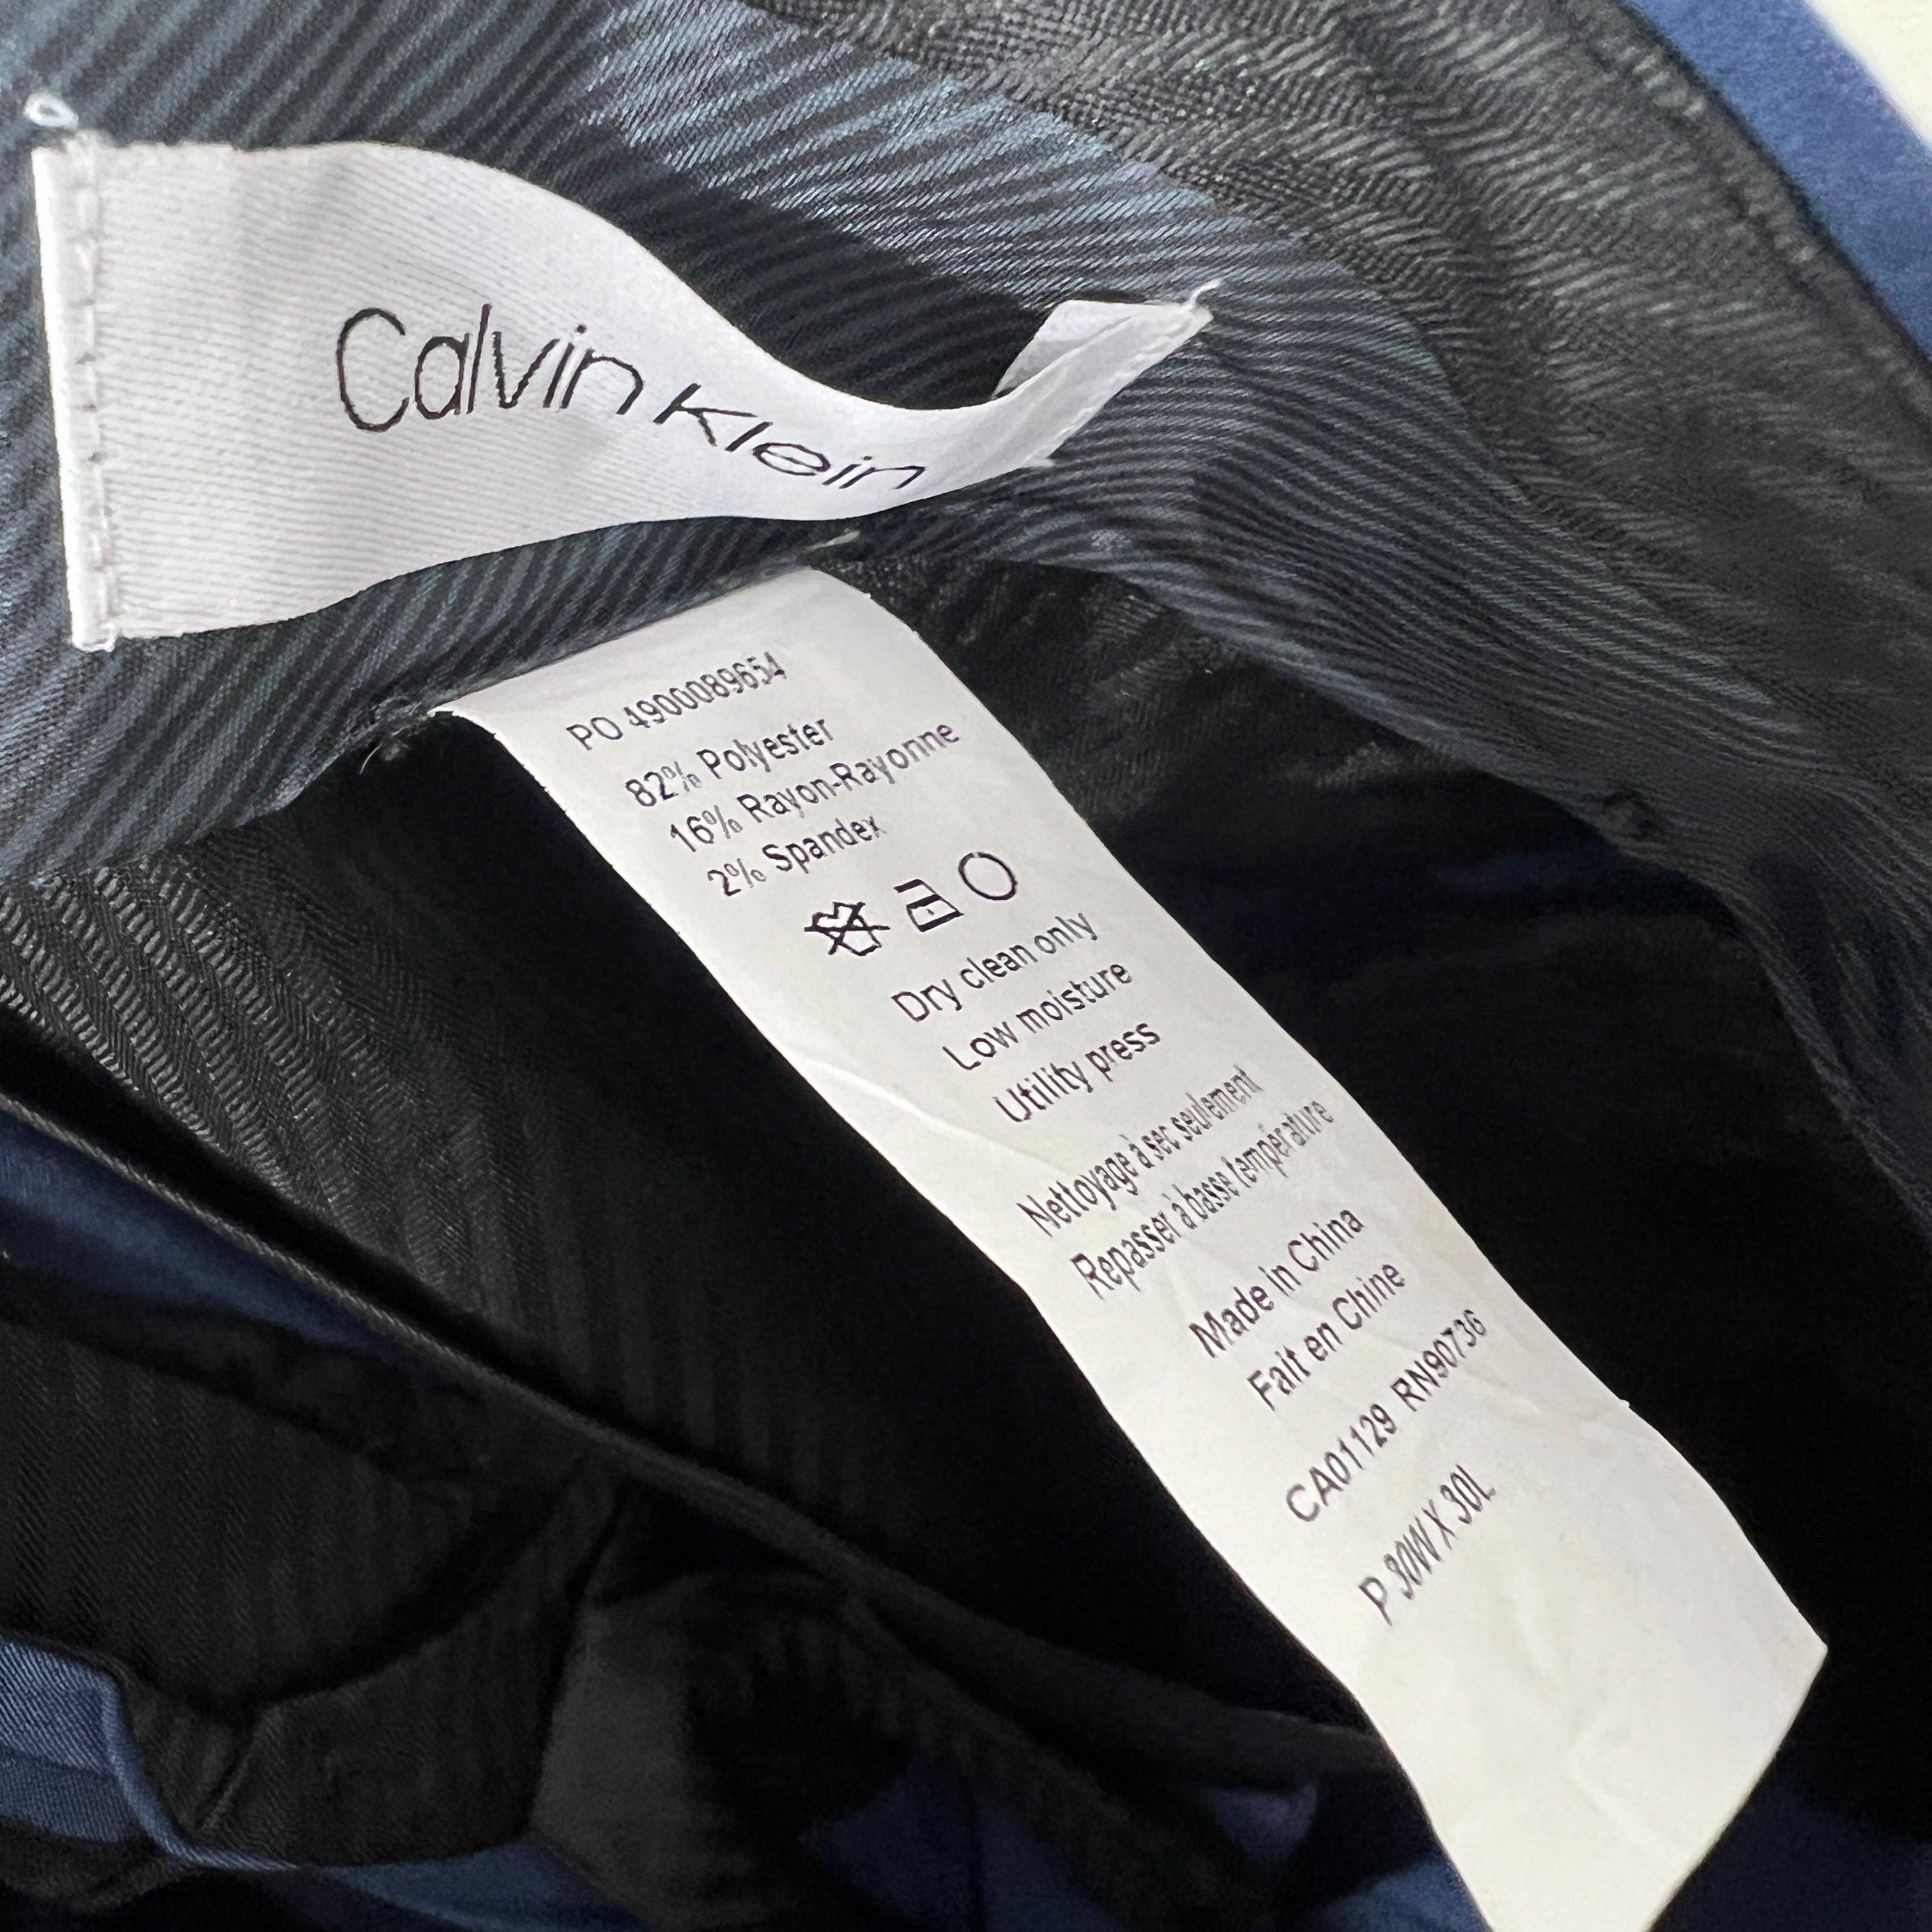 Calvin Klein
PO 4900089654
82% Polyester
16% Rayon-Rayonne
2% Spandex
Dry clean only
Low moisture
Utility press
Nettoyage à sec seulement
Repasser à basse température
Made in China
Fait en Chine
CA01129 RN90736
P 30W X 30L